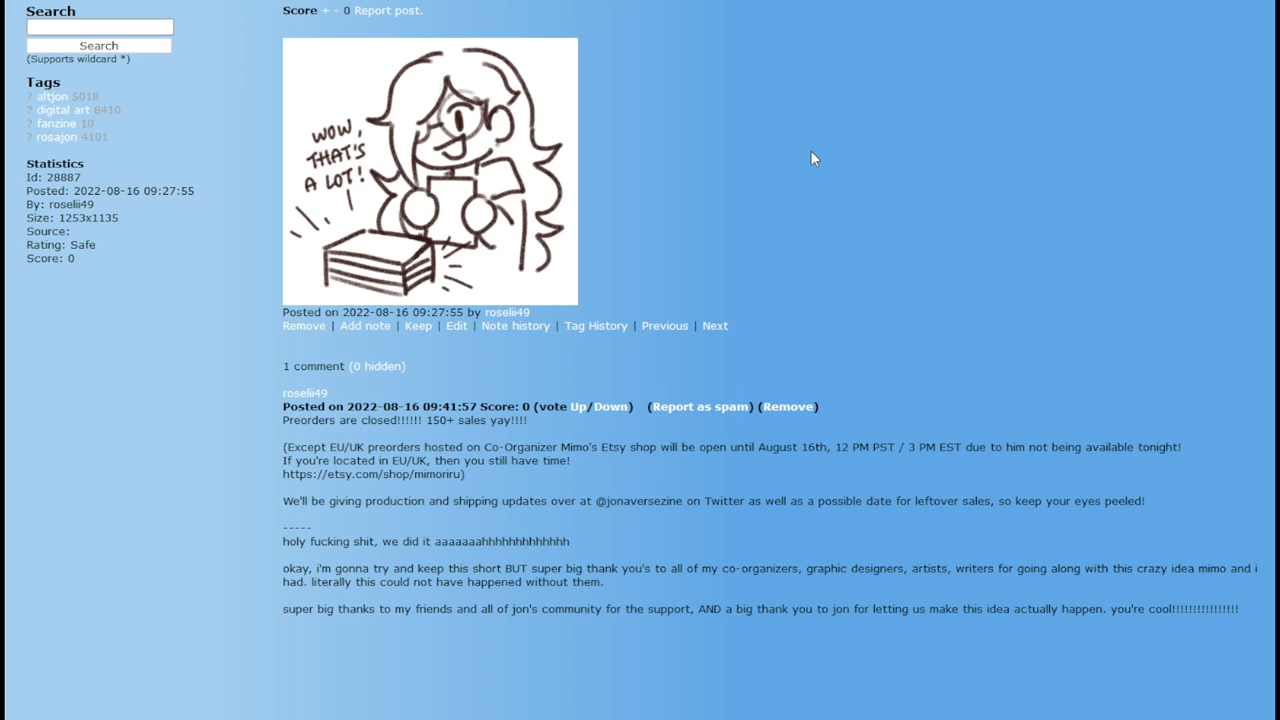 Search
Search
(Supports wildcard *)
Tags
? altjon 5018
? digital art 8410
? fanzine 10
? rosajon 4101
Statistics
Id: 28887
Posted: 2022-08-16 09:27:55
By: roselii49
Size: 1253x1135
Source:
Rating: Safe
Score: 0
Score + - 0 Report post.
WOW,
THAT'S
A LOT!
Posted on 2022-08-16 09:27:55 by roselii49
Remove | Add note | Keep | Edit | Note history | Tag History | Previous | Next
1 comment (0 hidden)
roselii49
Posted on 2022-08-16 09:41:57 Score: 0 (vote Up/Down) (Report as spam) (Remove)
Preorders are closed!!!!!! 150+ sales yay!!!!
(Except EU/UK preorders hosted on Co-Organizer Mimo's Etsy shop will be open until August 16th, 12 PM PST / 3 PM EST due to him not being available tonight!
If you're located in EU/UK, then you still have time!
https://etsy.com/shop/mimoriru)
We'll be giving production and shipping updates over at @jonaversezine on Twitter as well as a possible date for leftover sales, so keep your eyes peeled!
-----
holy fucking shit, we did it aaaaaaahhhhhhhhhhhhh
okay, i'm gonna try and keep this short BUT super big thank you's to all of my co-organizers, graphic designers, artists, writers for going along with this crazy idea mimo and i
had. literally this could not have happened without them.
super big thanks to my friends and all of jon's community for the support, AND a big thank you to jon for letting us make this idea actually happen. you're cool!!!!!!!!!!!!!!!!